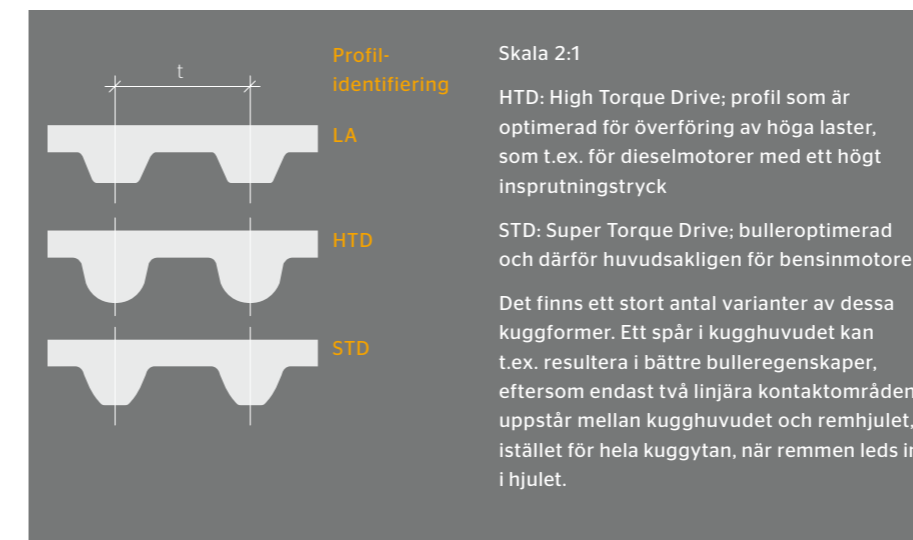 t
Profil-
identifiering
LA
HTD
STD
Skala 2:1
HTD: High Torque Drive; profil som är
optimerad för överföring av höga laster,
som t.ex. för dieselmotorer med ett högt
insprutningstryck
STD: Super Torque Drive; bulleroptimerad
och därför huvudsakligen för bensinmotore
Det finns ett stort antal varianter av dessa
kuggformer. Ett spår i kugghuvudet kan
t.ex. resultera i bättre bulleregenskaper,
eftersom endast två linjära kontaktområden
uppstår mellan kugghuvudet och remhjulet,
istället för hela kuggytan, när remmen leds in
i hjulet.